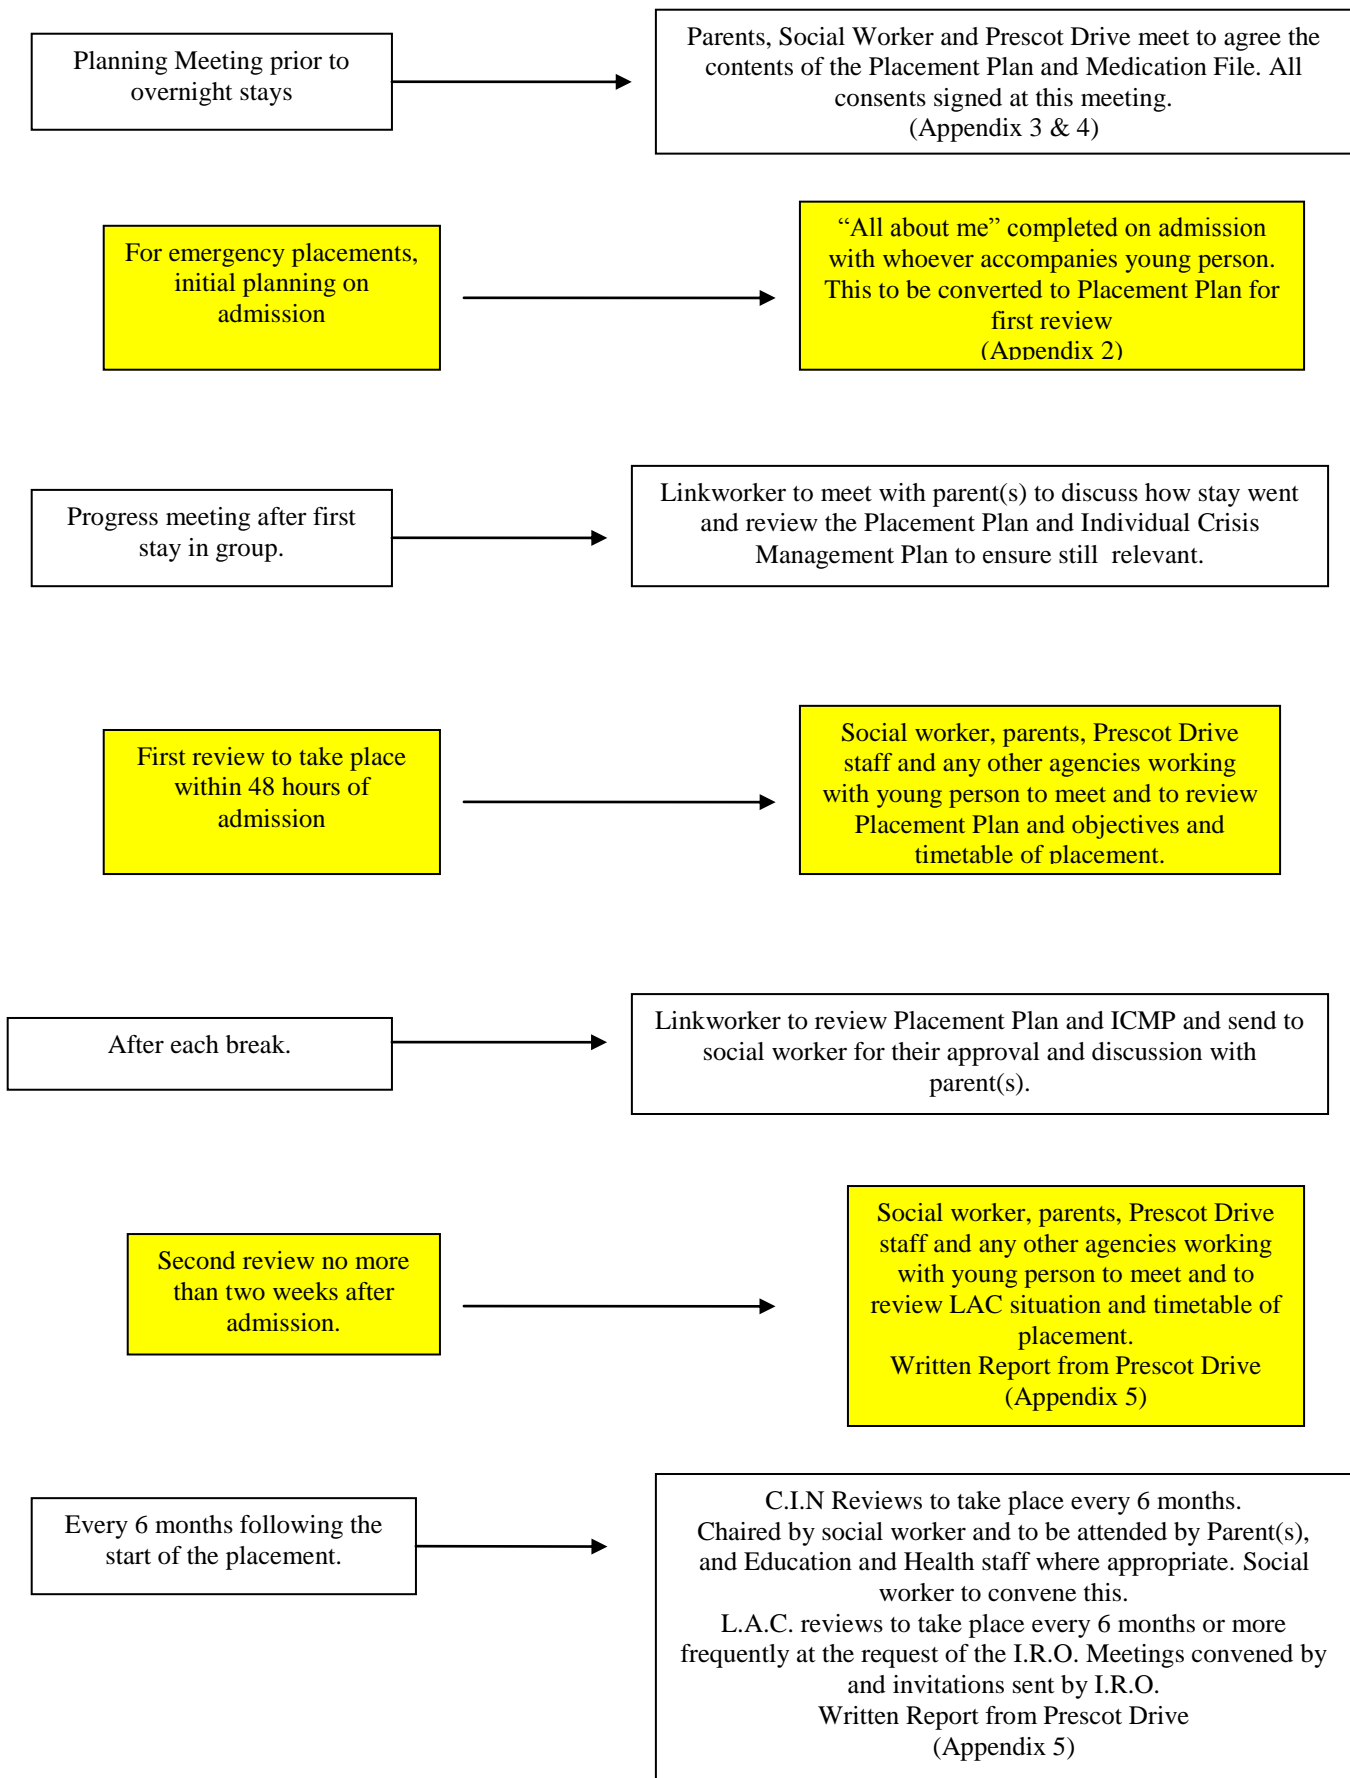 Planning Meeting prior to
overnight stays
Parents, Social Worker and Prescot Drive meet to agree the
contents of the Placement Plan and Medication File. All
consents signed at this meeting.
(Appendix 3 & 4)
For emergency placements,
initial planning on
admission
“All about me” completed on admission
with whoever accompanies young person.
This to be converted to Placement Plan for
first review
(Appendix 2)
Progress meeting after first
stay in group.
Linkworker to meet with parent(s) to discuss how stay went
and review the Placement Plan and Individual Crisis
Management Plan to ensure still relevant.
First review to take place
within 48 hours of
admission
Social worker, parents, Prescot Drive
staff and any other agencies working
with young person to meet and to review
Placement Plan and objectives and
timetable of placement.
After each break.
Linkworker to review Placement Plan and ICMP and send to
social worker for their approval and discussion with
parent(s).
Second review no more
than two weeks after
admission.
Social worker, parents, Prescot Drive
staff and any other agencies working
with young person to meet and to
review LAC situation and timetable of
placement.
Written Report from Prescot Drive
(Appendix 5)
Every 6 months following the
start of the placement.
C.I.N Reviews to take place every 6 months.
Chaired by social worker and to be attended by Parent(s),
and Education and Health staff where appropriate. Social
worker to convene this.
L.A.C. reviews to take place every 6 months or more
frequently at the request of the I.R.O. Meetings convened by
and invitations sent by I.R.O.
Written Report from Prescot Drive
(Appendix 5)